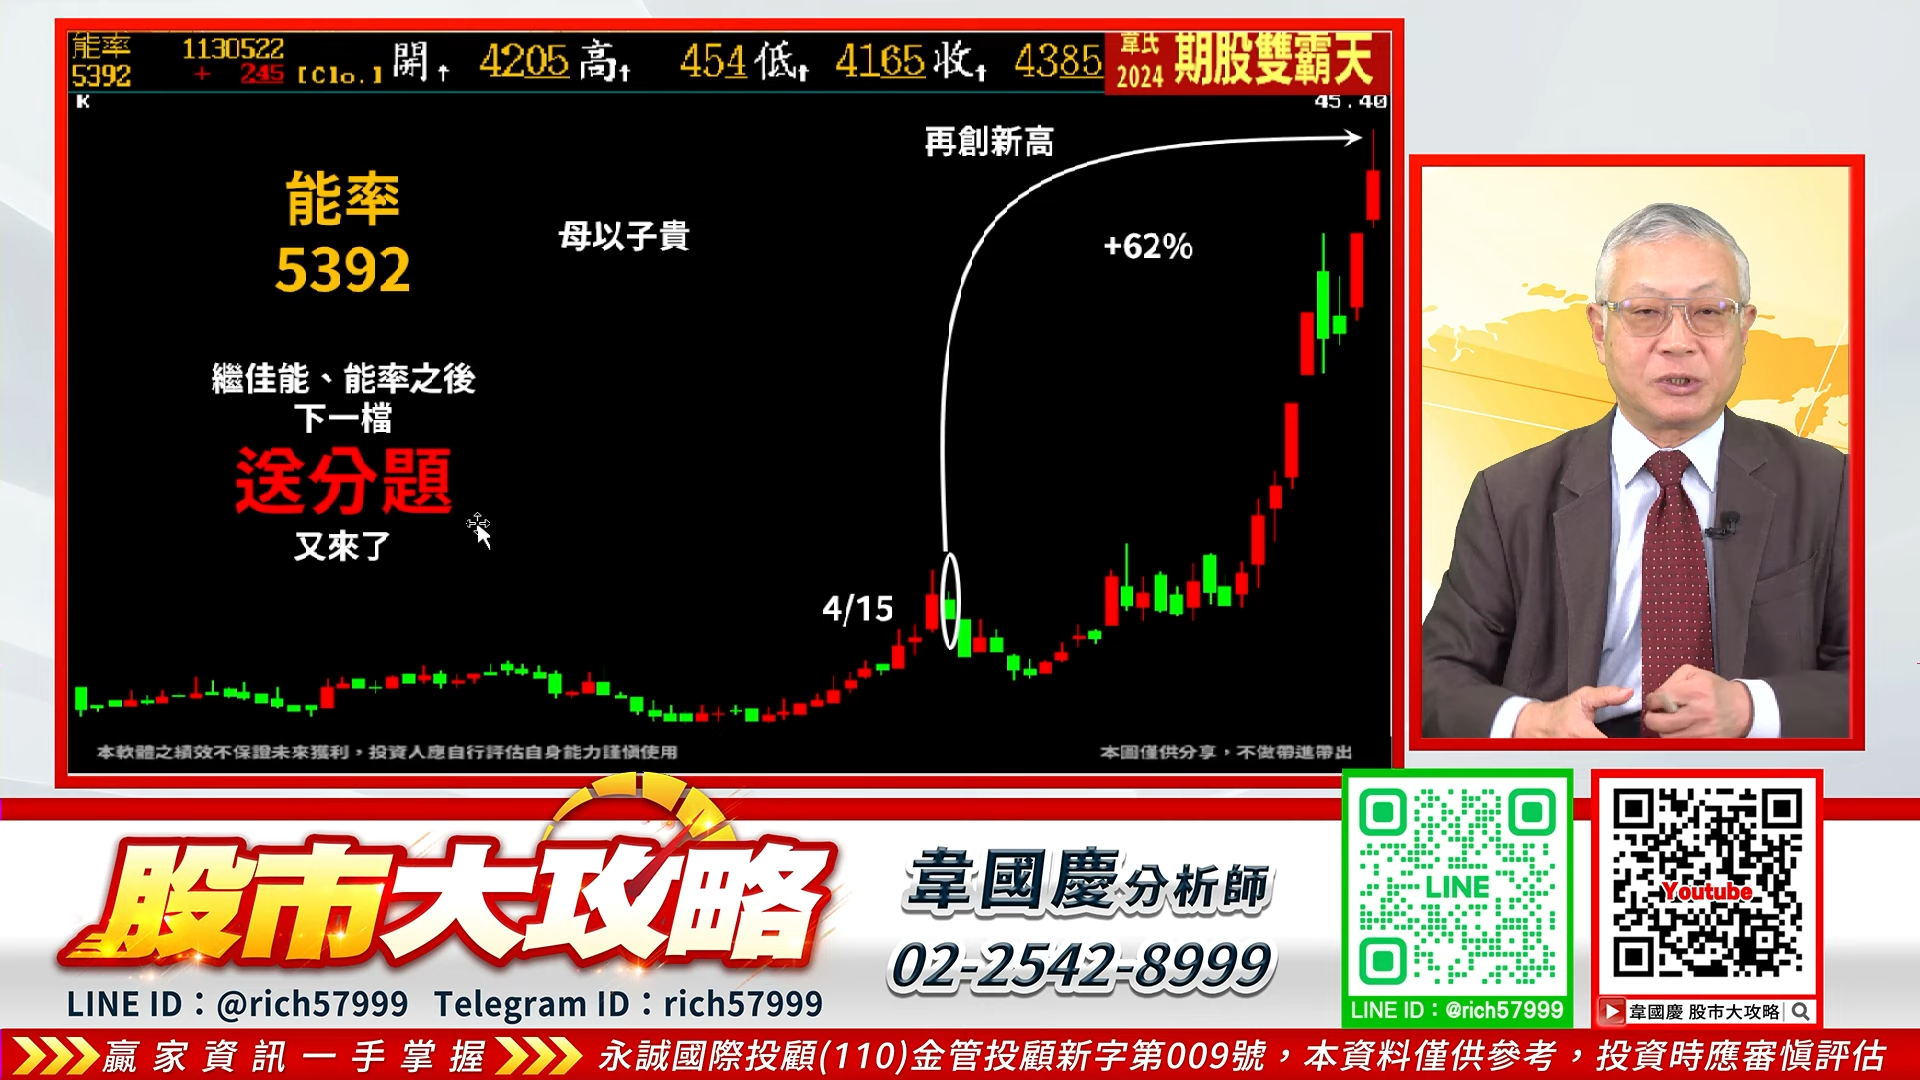 能率 1130522 開↑ 4205 高↑ 454 低↑ 4165 收↑ 4385
5392 + 245 [Clo.]
韋氏 2024 期股雙霸天
K
45.40
再創新高
能率
5392
母以子貴
+62%
繼佳能、能率之後
下一檔
送分題
又來了
4/15
本軟體之績效不保證未來獲利，投資人應自行評估自身能力謹慎使用
本圖僅供分享，不做帶進帶出
股市大攻略
LINE ID：@rich57999 Telegram ID：rich57999
韋國慶分析師
02-2542-8999
LINE
LINE ID：@rich57999
Youtube
韋國慶 股市大攻略
贏家資訊一手掌握
永誠國際投顧(110)金管投顧新字第009號，本資料僅供參考，投資時應審慎評估